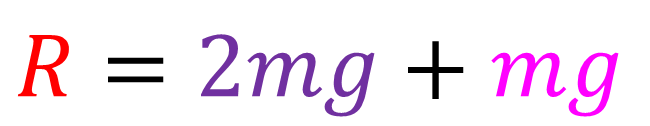 R = 2mg + mg